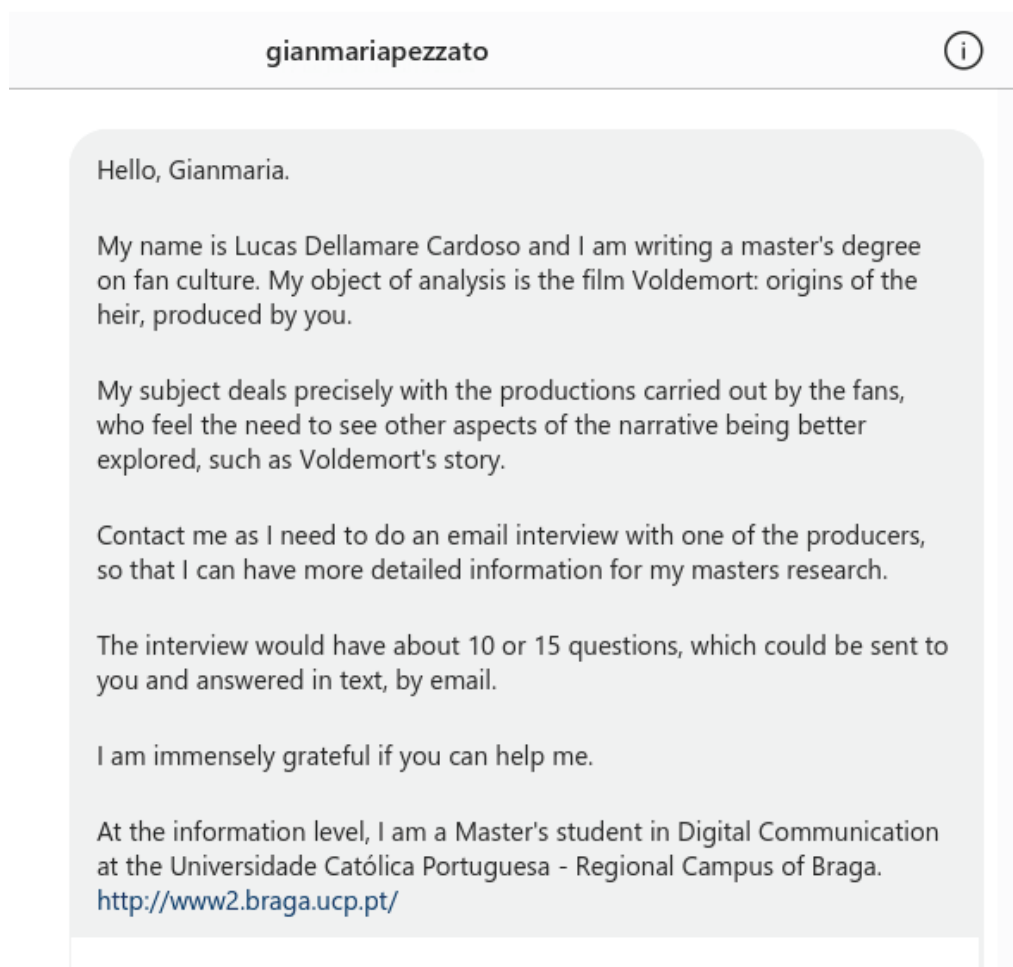 gianmariapezzato
Hello, Gianmaria.
My name is Lucas Dellamare Cardoso and I am writing a master's degree
on fan culture. My object of analysis is the film Voldemort: origins of the
heir, produced by you.
My subject deals precisely with the productions carried out by the fans,
who feel the need to see other aspects of the narrative being better
explored, such as Voldemort's story.
Contact me as I need to do an email interview with one of the producers,
so that I can have more detailed information for my masters research.
The interview would have about 10 or 15 questions, which could be sent to
you and answered in text, by email.
I am immensely grateful if you can help me.
At the information level, I am a Master's student in Digital Communication
at the Universidade Católica Portuguesa - Regional Campus of Braga.
http://www2.braga.ucp.pt/